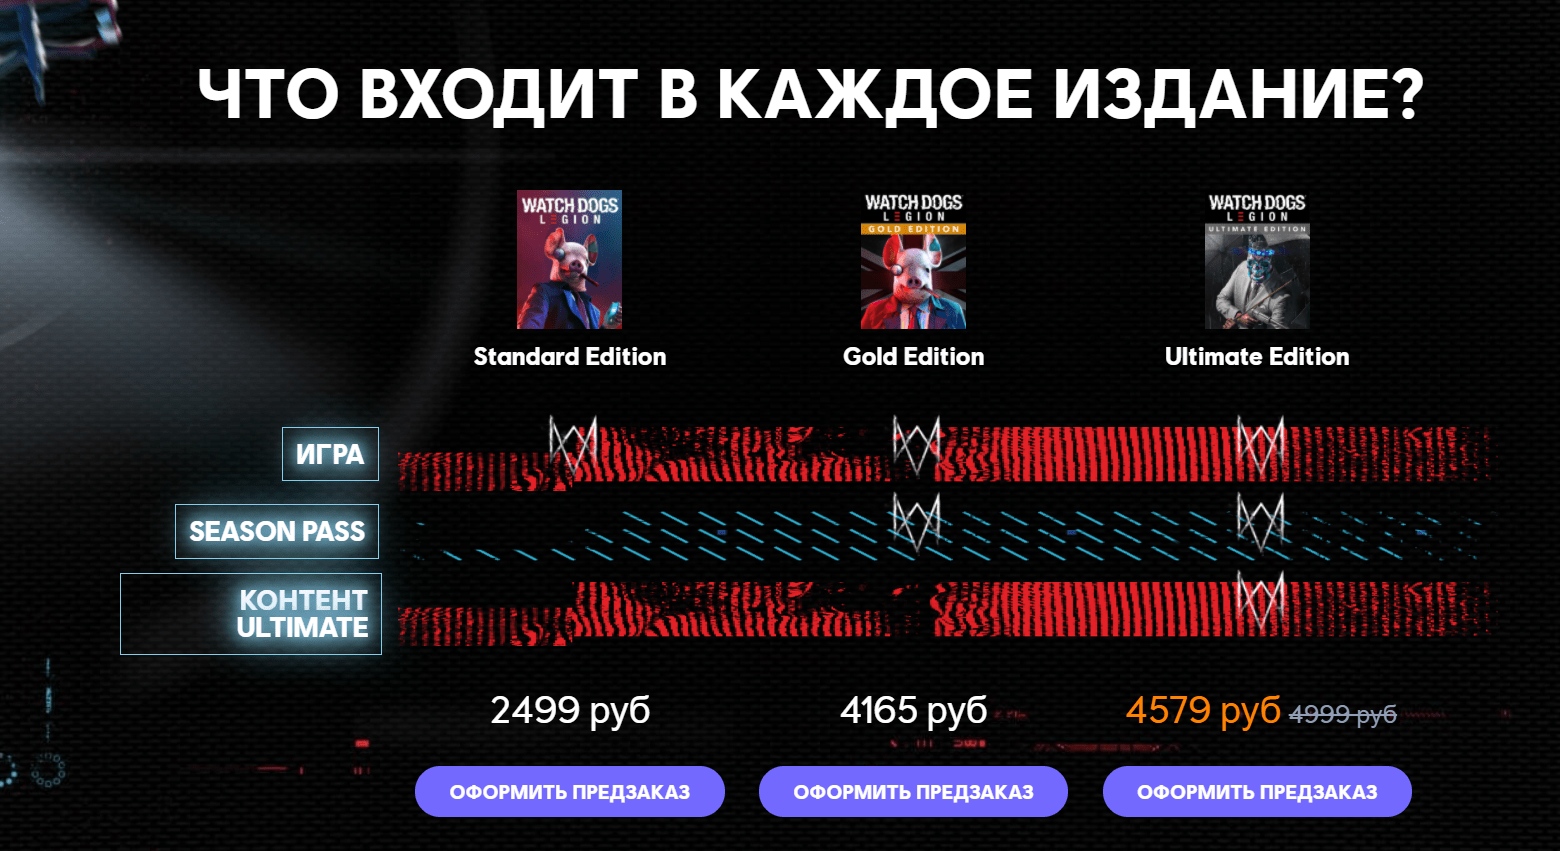 ЧТО ВХОДИТ В КАЖДОЕ ИЗДАНИЕ?
WATCH DOGS
LEGION
WATCH DOGS
LEGION
GOLD EDITION
WATCH DOGS
LEGION
ULTIMATE EDITION
Standard Edition
Gold Edition
Ultimate Edition
ИГРА
SEASON PASS
КОНТЕНТ
ULTIMATE
2499 руб
4165 руб
4579 руб 4999 руб
ОФОРМИТЬ ПРЕДЗАКАЗ
ОФОРМИТЬ ПРЕДЗАКАЗ
ОФОРМИТЬ ПРЕДЗАКАЗ